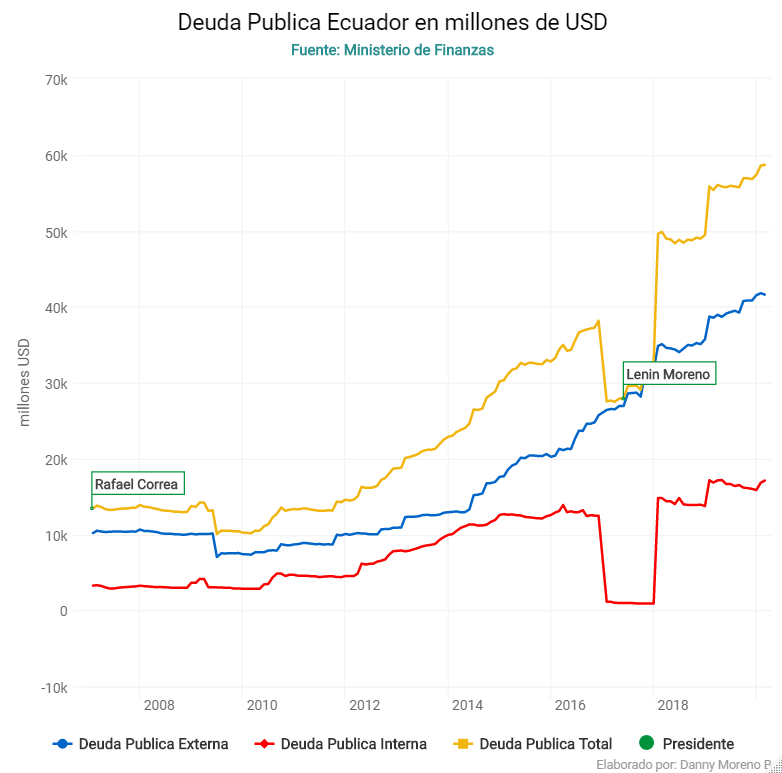 Deuda Publica Ecuador en millones de USD
Fuente: Ministerio de Finanzas
70k
60k
50k
40k
30k
20k
10k
0
-10k
millones USD
Rafael Correa
Lenin Moreno
2008
2010
2012
2014
2016
2018
Deuda Publica Externa
Deuda Publica Interna
Deuda Publica Total
Presidente
Elaborado por: Danny Moreno P.